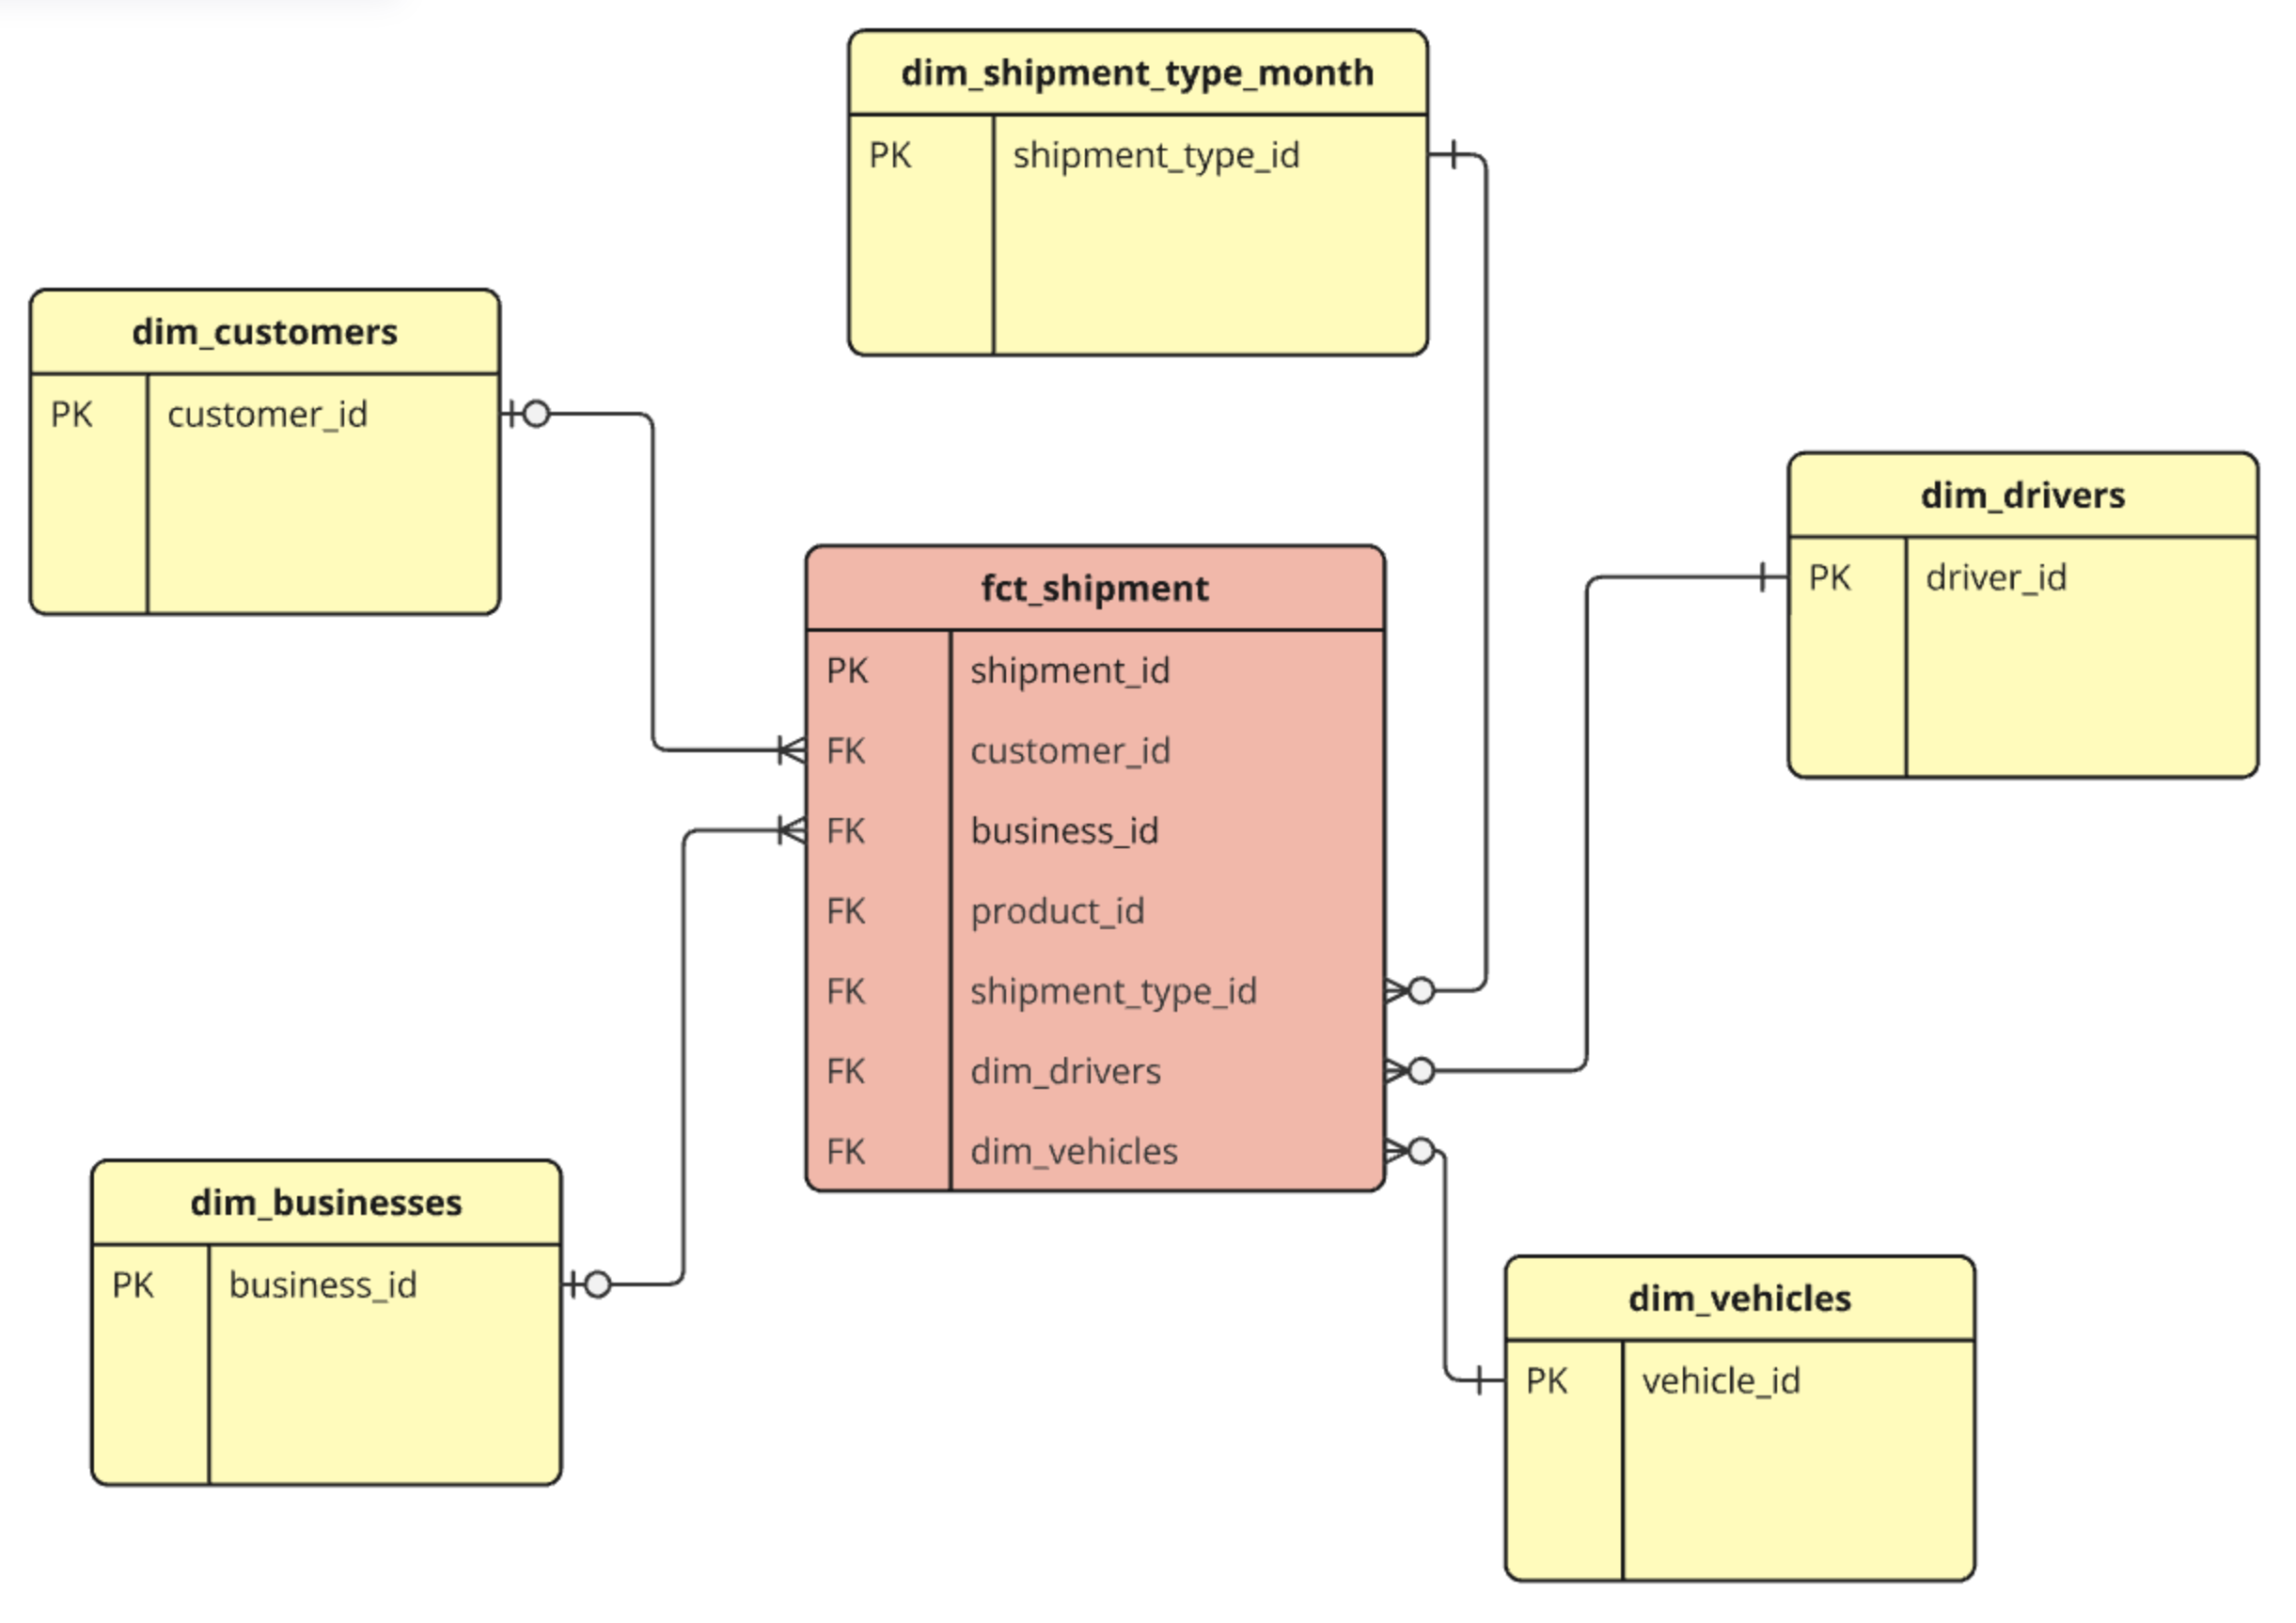 dim_shipment_type_month
PK shipment_type_id
dim_customers
PK customer_id
dim_drivers
PK driver_id
fct_shipment
PK shipment_id
FK customer_id
FK business_id
FK product_id
FK shipment_type_id
FK dim_drivers
FK dim_vehicles
dim_businesses
PK business_id
dim_vehicles
PK vehicle_id